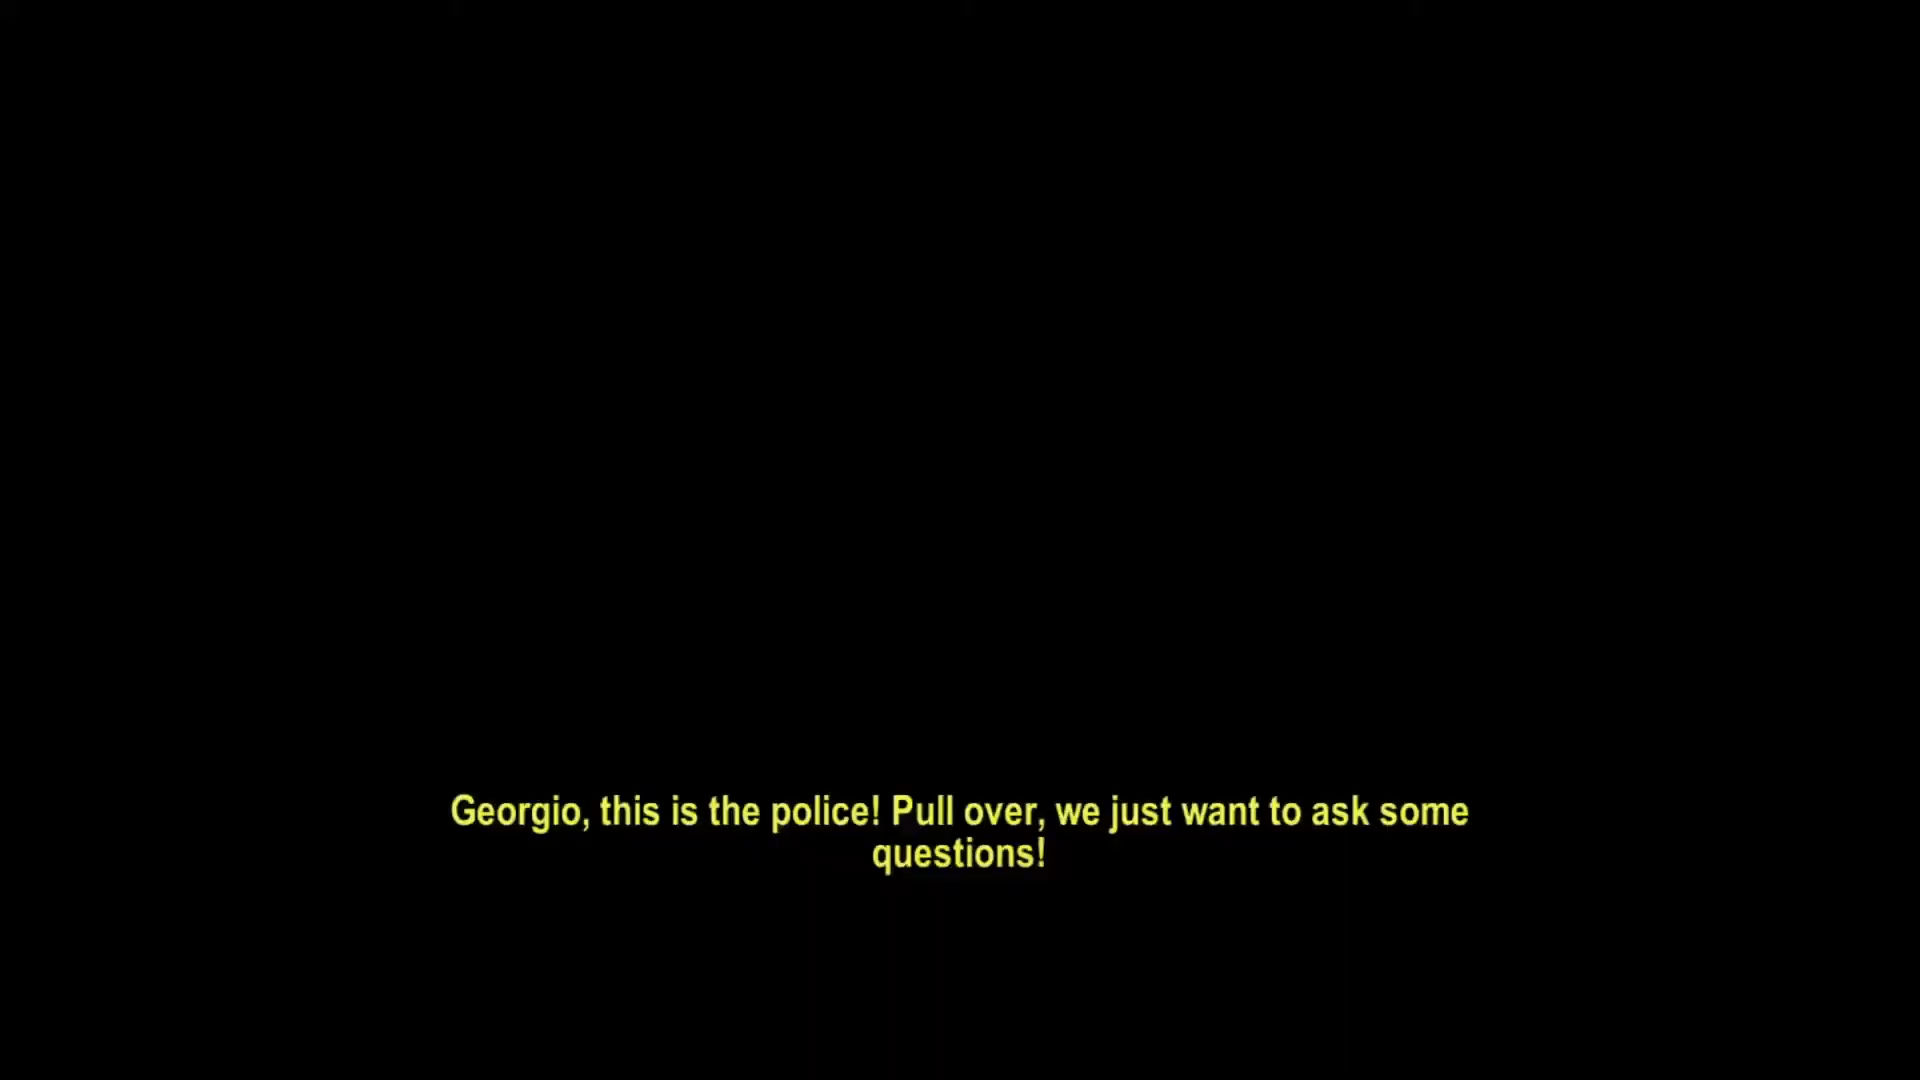 Georgio, this is the police! Pull over, we just want to ask some
questions!